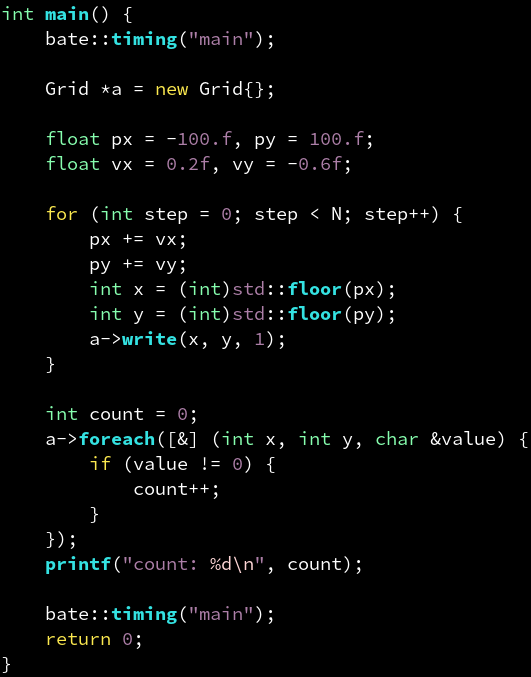 int main() {
    bate::timing("main");

    Grid *a = new Grid{};

    float px = -100.f, py = 100.f;
    float vx = 0.2f, vy = -0.6f;

    for (int step = 0; step < N; step++) {
        px += vx;
        py += vy;
        int x = (int)std::floor(px);
        int y = (int)std::floor(py);
        a->write(x, y, 1);
    }

    int count = 0;
    a->foreach([&] (int x, int y, char &value) {
        if (value != 0) {
            count++;
        }
    });
    printf("count: %d\n", count);

    bate::timing("main");
    return 0;
}